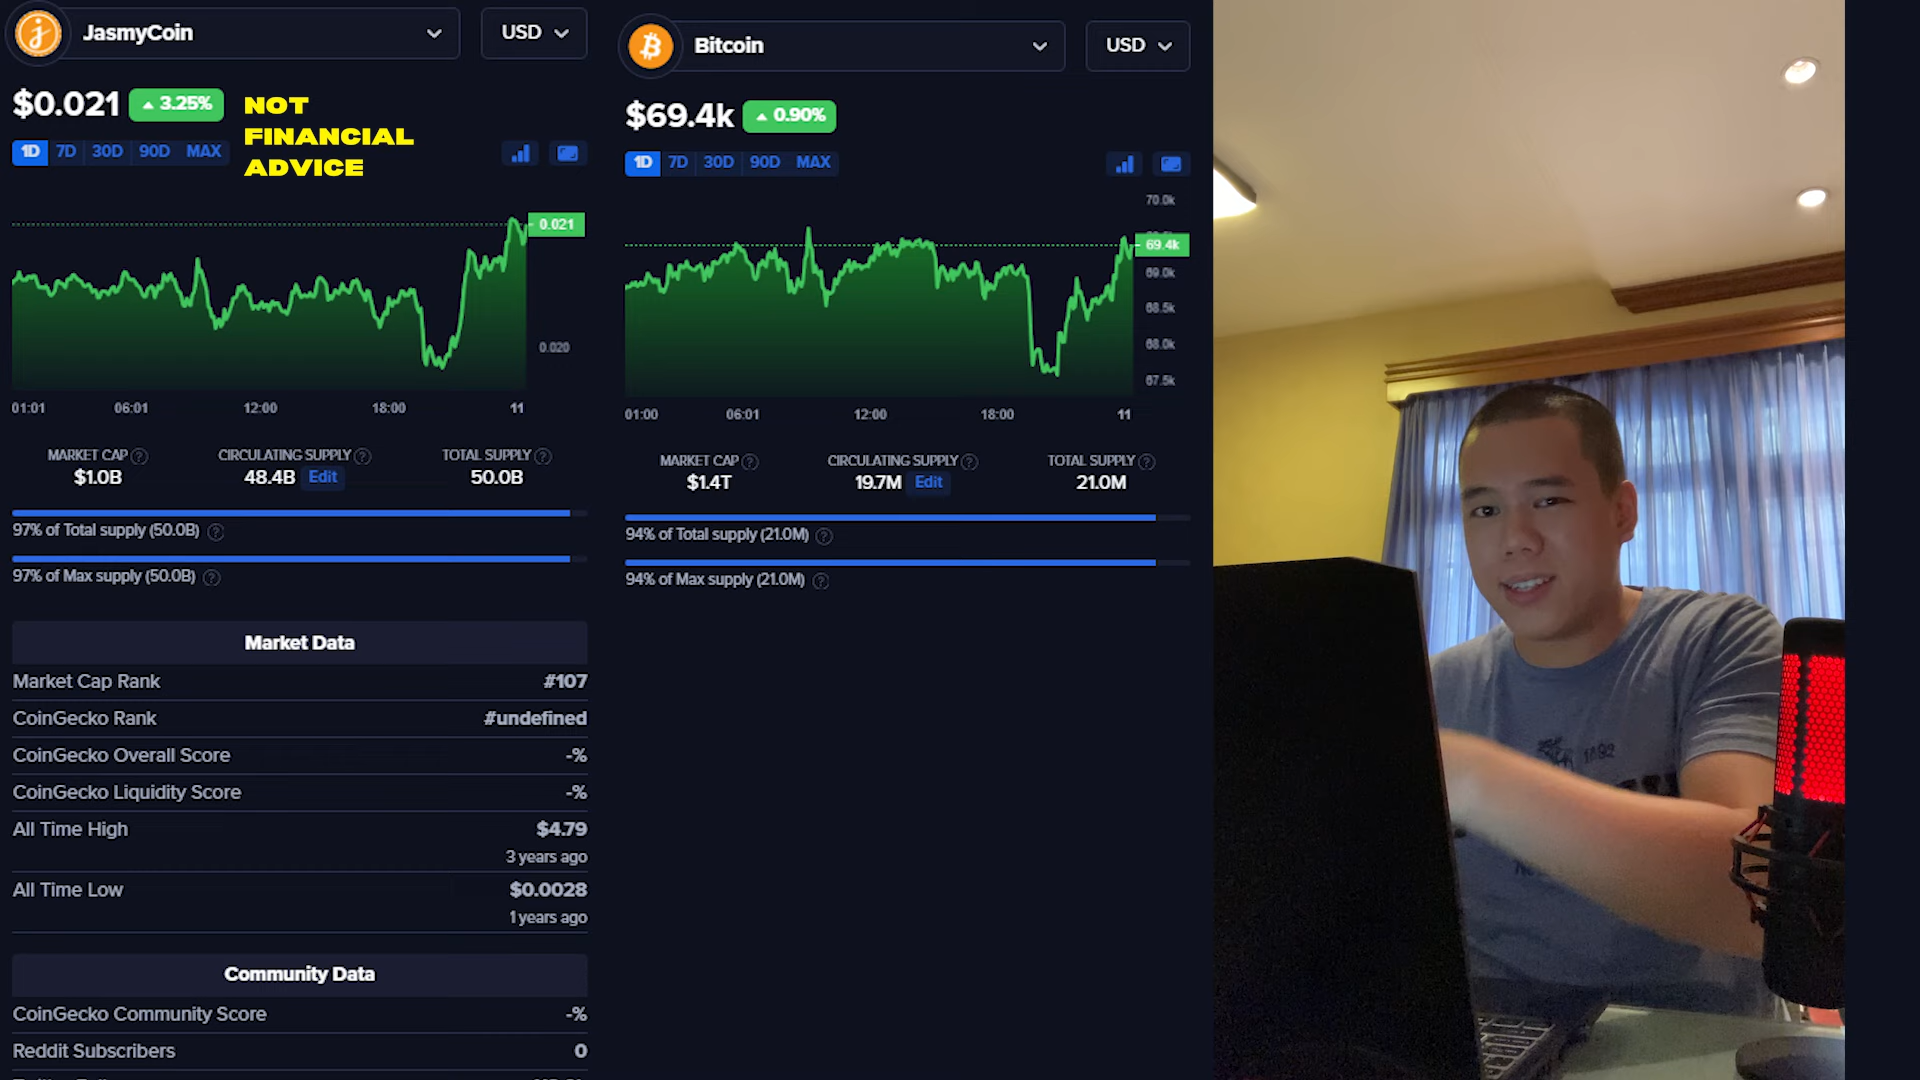 JasmyCoin
USD
$0.021
3.25%
NOT
FINANCIAL
ADVICE
1D 7D 30D 90D MAX
0.021
0.020
01:01 06:01 12:00 18:00 11
MARKET CAP ? CIRCULATING SUPPLY ? TOTAL SUPPLY ?
$1.0B 48.4B Edit 50.0B
97% of Total supply (50.0B) ?
97% of Max supply (50.0B) ?
Market Data
Market Cap Rank #107
CoinGecko Rank #undefined
CoinGecko Overall Score -%
CoinGecko Liquidity Score -%
All Time High $4.79
3 years ago
All Time Low $0.0028
1 years ago
Community Data
CoinGecko Community Score -%
Reddit Subscribers 0
Bitcoin
USD
$69.4k
0.90%
1D 7D 30D 90D MAX
70.0k
69.4k
69.0k
68.5k
68.0k
67.5k
01:00 06:01 12:00 18:00 11
MARKET CAP ? CIRCULATING SUPPLY ? TOTAL SUPPLY ?
$1.4T 19.7M Edit 21.0M
94% of Total supply (21.0M) ?
94% of Max supply (21.0M) ?